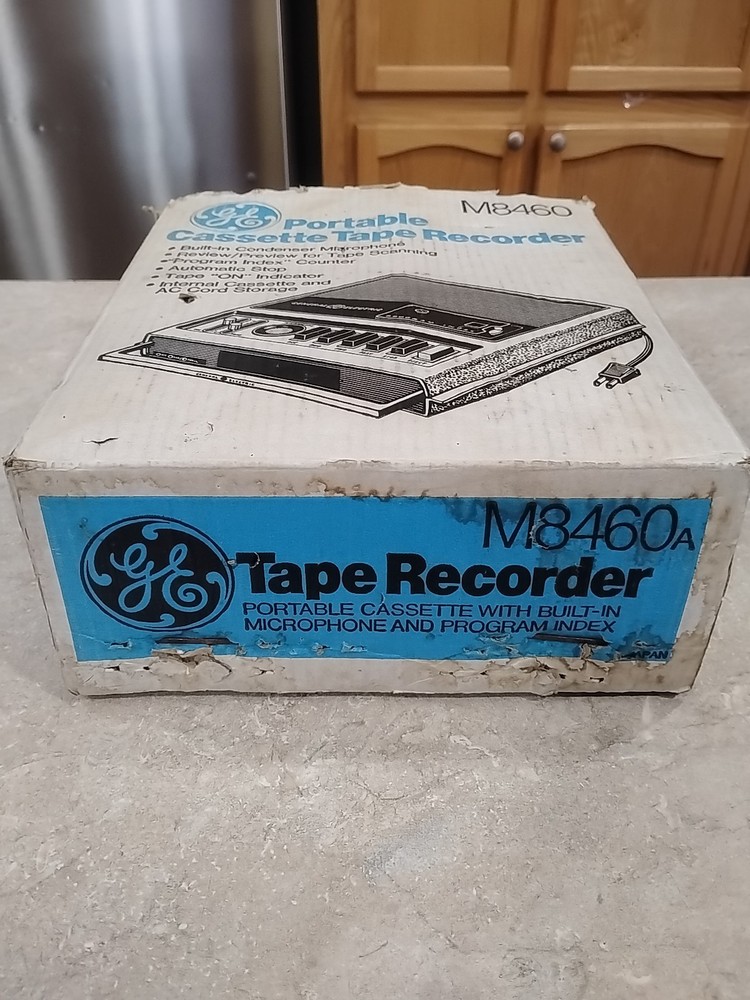 GE Portable M8460
Cassette Tape Recorder
• Built-In Condenser Microphone
• Review/Preview for Tape Scanning
• "Program Index" Counter
• Automatic Stop
• Tape "ON" Indicator
• Internal Cassette and
AC Cord Storage
GENERAL ELECTRIC
M8460A
GE Tape Recorder
PORTABLE CASSETTE WITH BUILT-IN
MICROPHONE AND PROGRAM INDEX
JAPAN